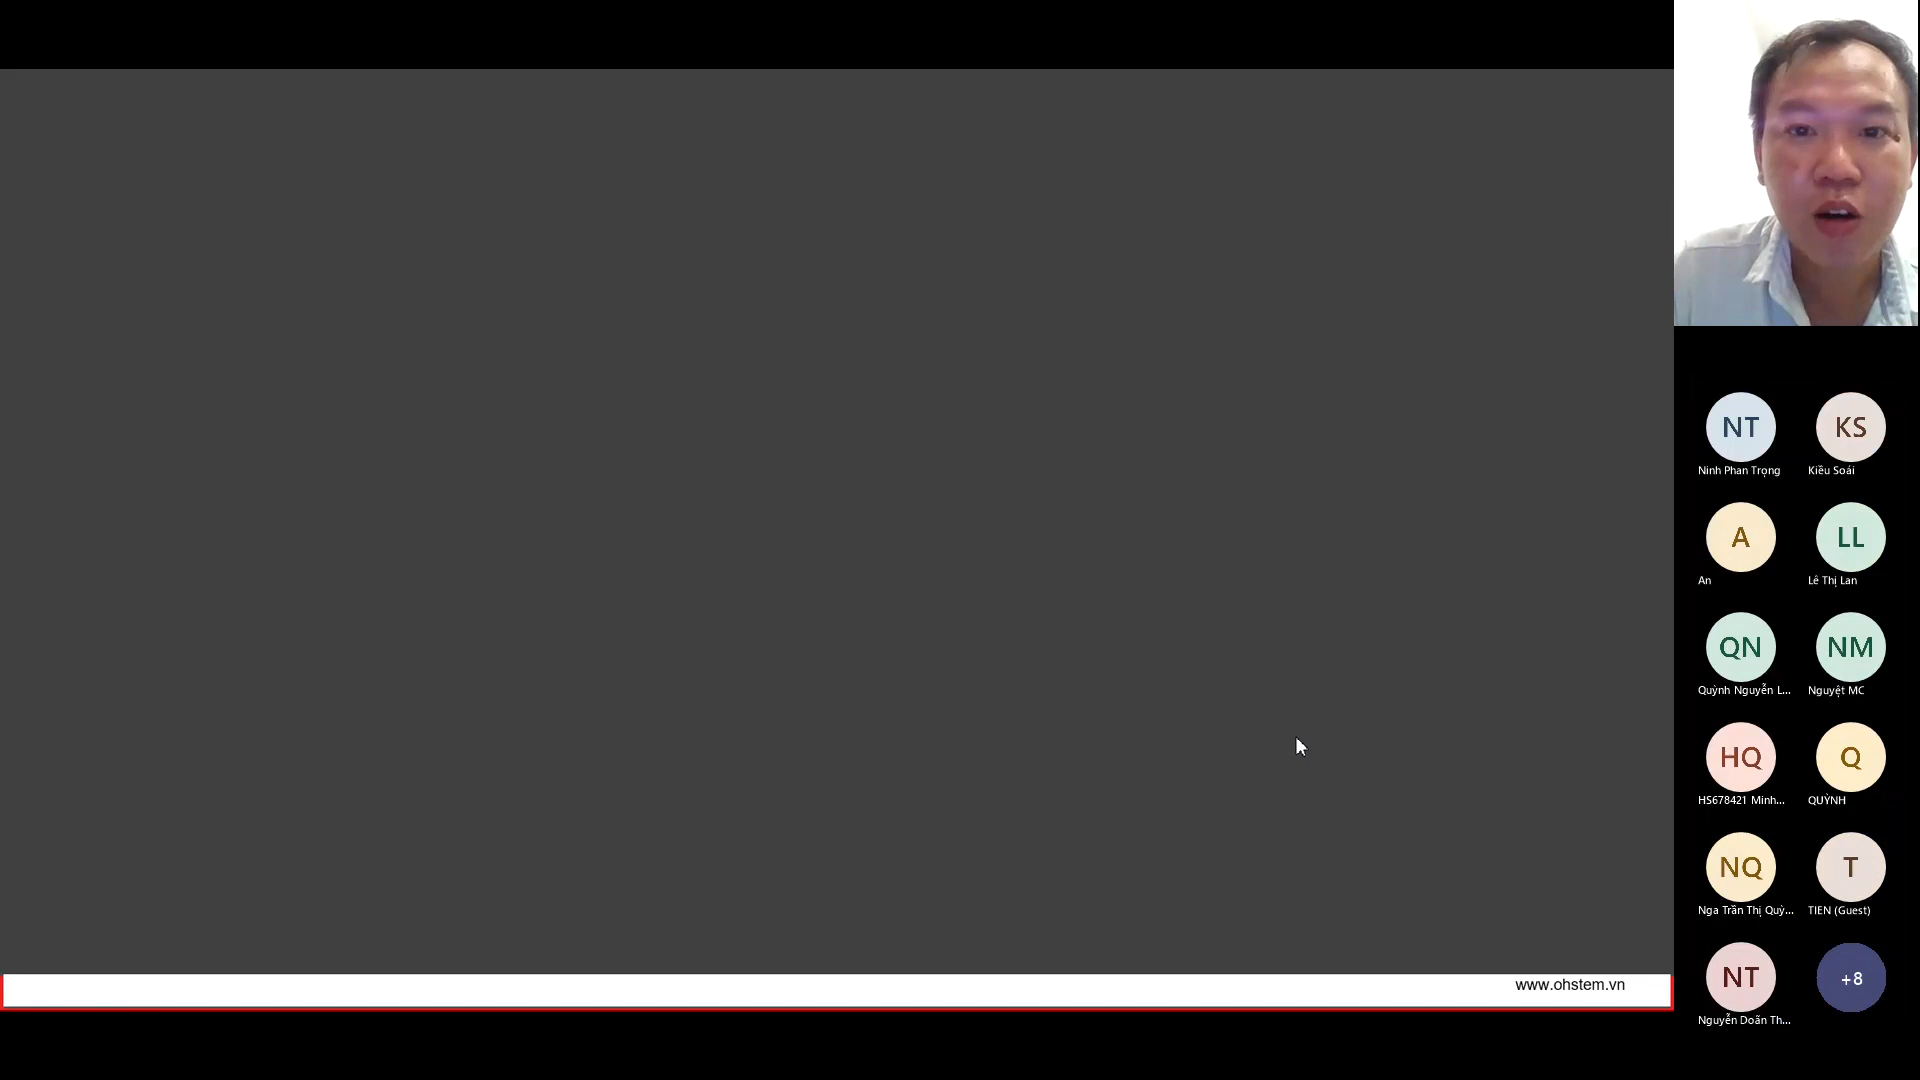 NT
KS
Ninh Phan Trọng
Kiều Soái
A
LL
An
Lê Thị Lan
QN
NM
Quỳnh Nguyễn L...
Nguyệt MC
HQ
Q
HS678421 Minh...
QUỲNH
NQ
T
Nga Trần Thị Quỳ...
TIEN (Guest)
NT
+8
Nguyễn Doãn Th...
www.ohstem.vn